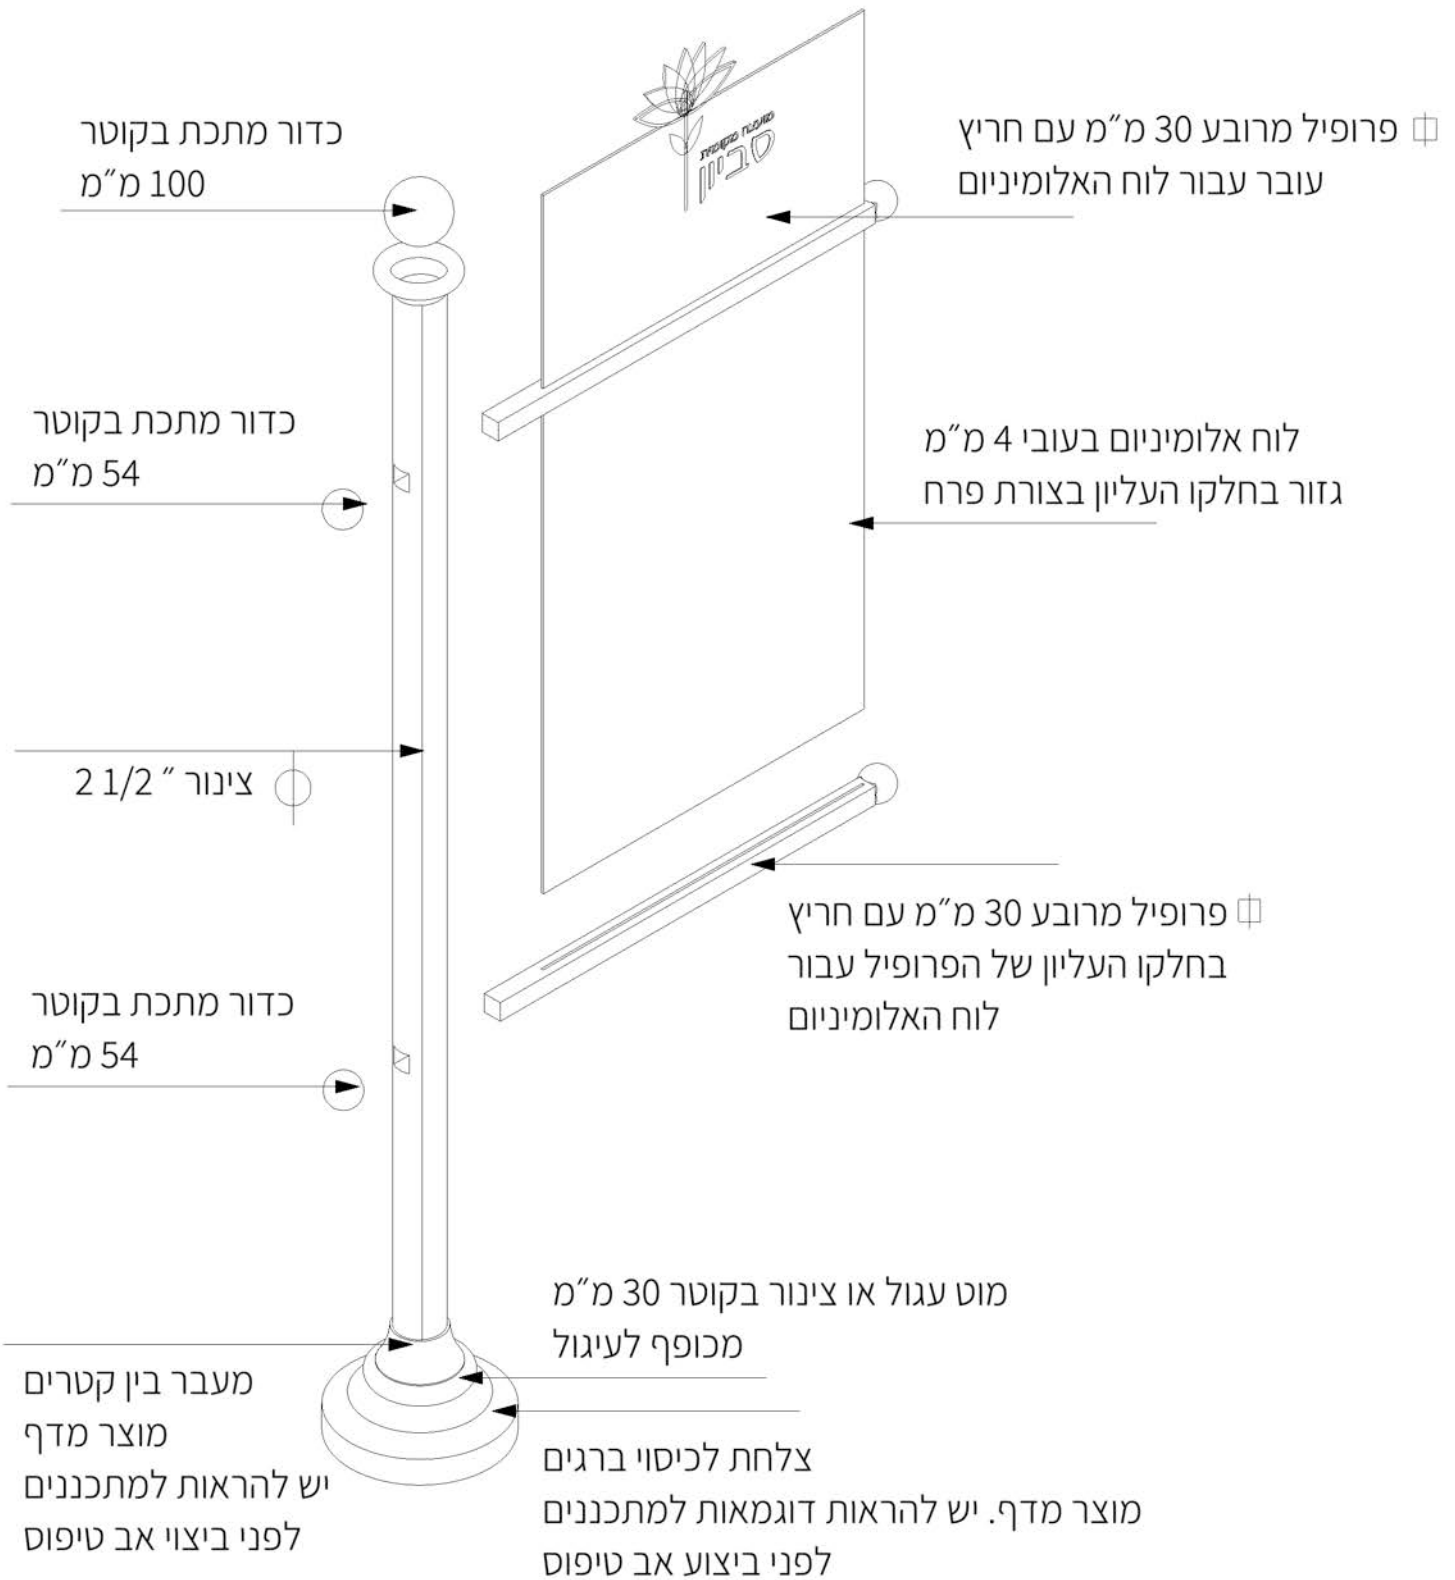 כדור מתכת בקוטר
100 מ״מ
מועצה מקומית
סביון
פרופיל מרובע 30 מ״מ עם חריץ
עובר עבור לוח האלומיניום
כדור מתכת בקוטר
54 מ״מ
לוח אלומיניום בעובי 4 מ״מ
גזור בחלקו העליון בצורת פרח
צינור ״ 2 1/2
פרופיל מרובע 30 מ״מ עם חריץ
בחלקו העליון של הפרופיל עבור
לוח האלומיניום
כדור מתכת בקוטר
54 מ״מ
מוט עגול או צינור בקוטר 30 מ״מ
מכופף לעיגול
מעבר בין קטרים
מוצר מדף
יש להראות למתכננים
לפני ביצוי אב טיפוס
צלחת לכיסוי ברגים
מוצר מדף. יש להראות דוגמאות למתכננים
לפני ביצוע אב טיפוס